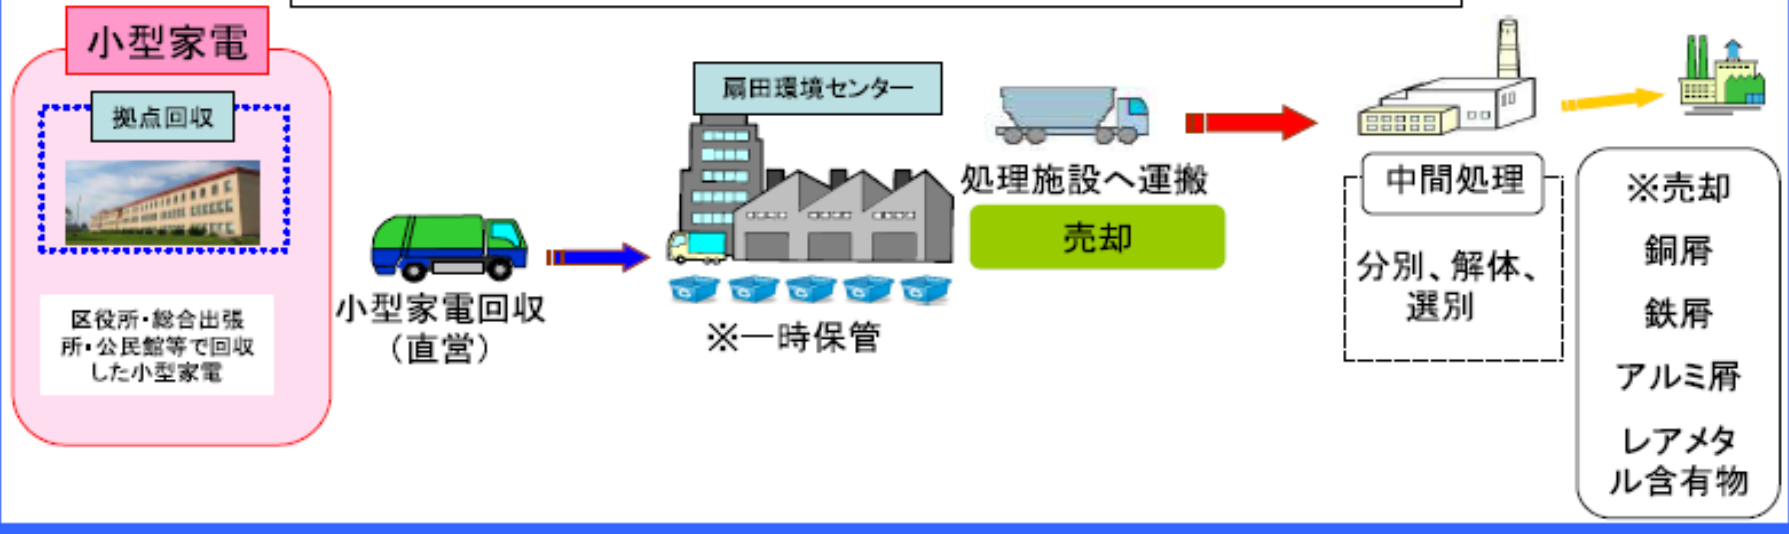 小型家電
拠点回収
区役所・総合出張
所・公民館等で回収
した小型家電
小型家電回収
（直営）
扇田環境センター
※一時保管
処理施設へ運搬
売却
中間処理
分別、解体、
選別
※売却
銅屑
鉄屑
アルミ屑
レアメタ
ル含有物